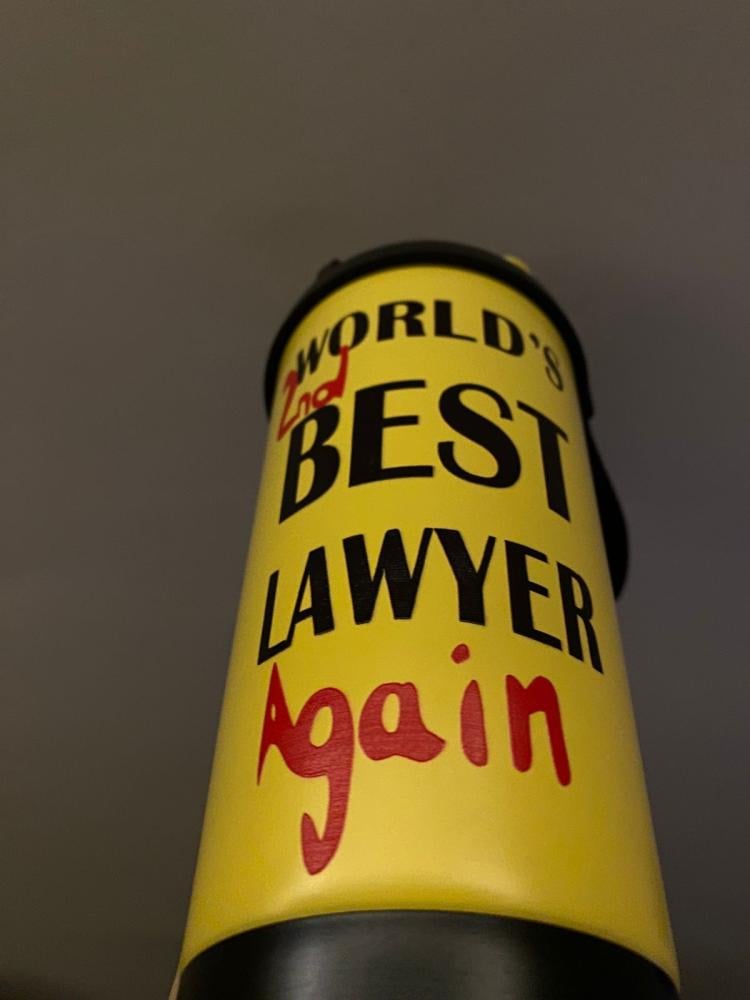 WORLD'S
2nd
BEST
LAWYER
Again